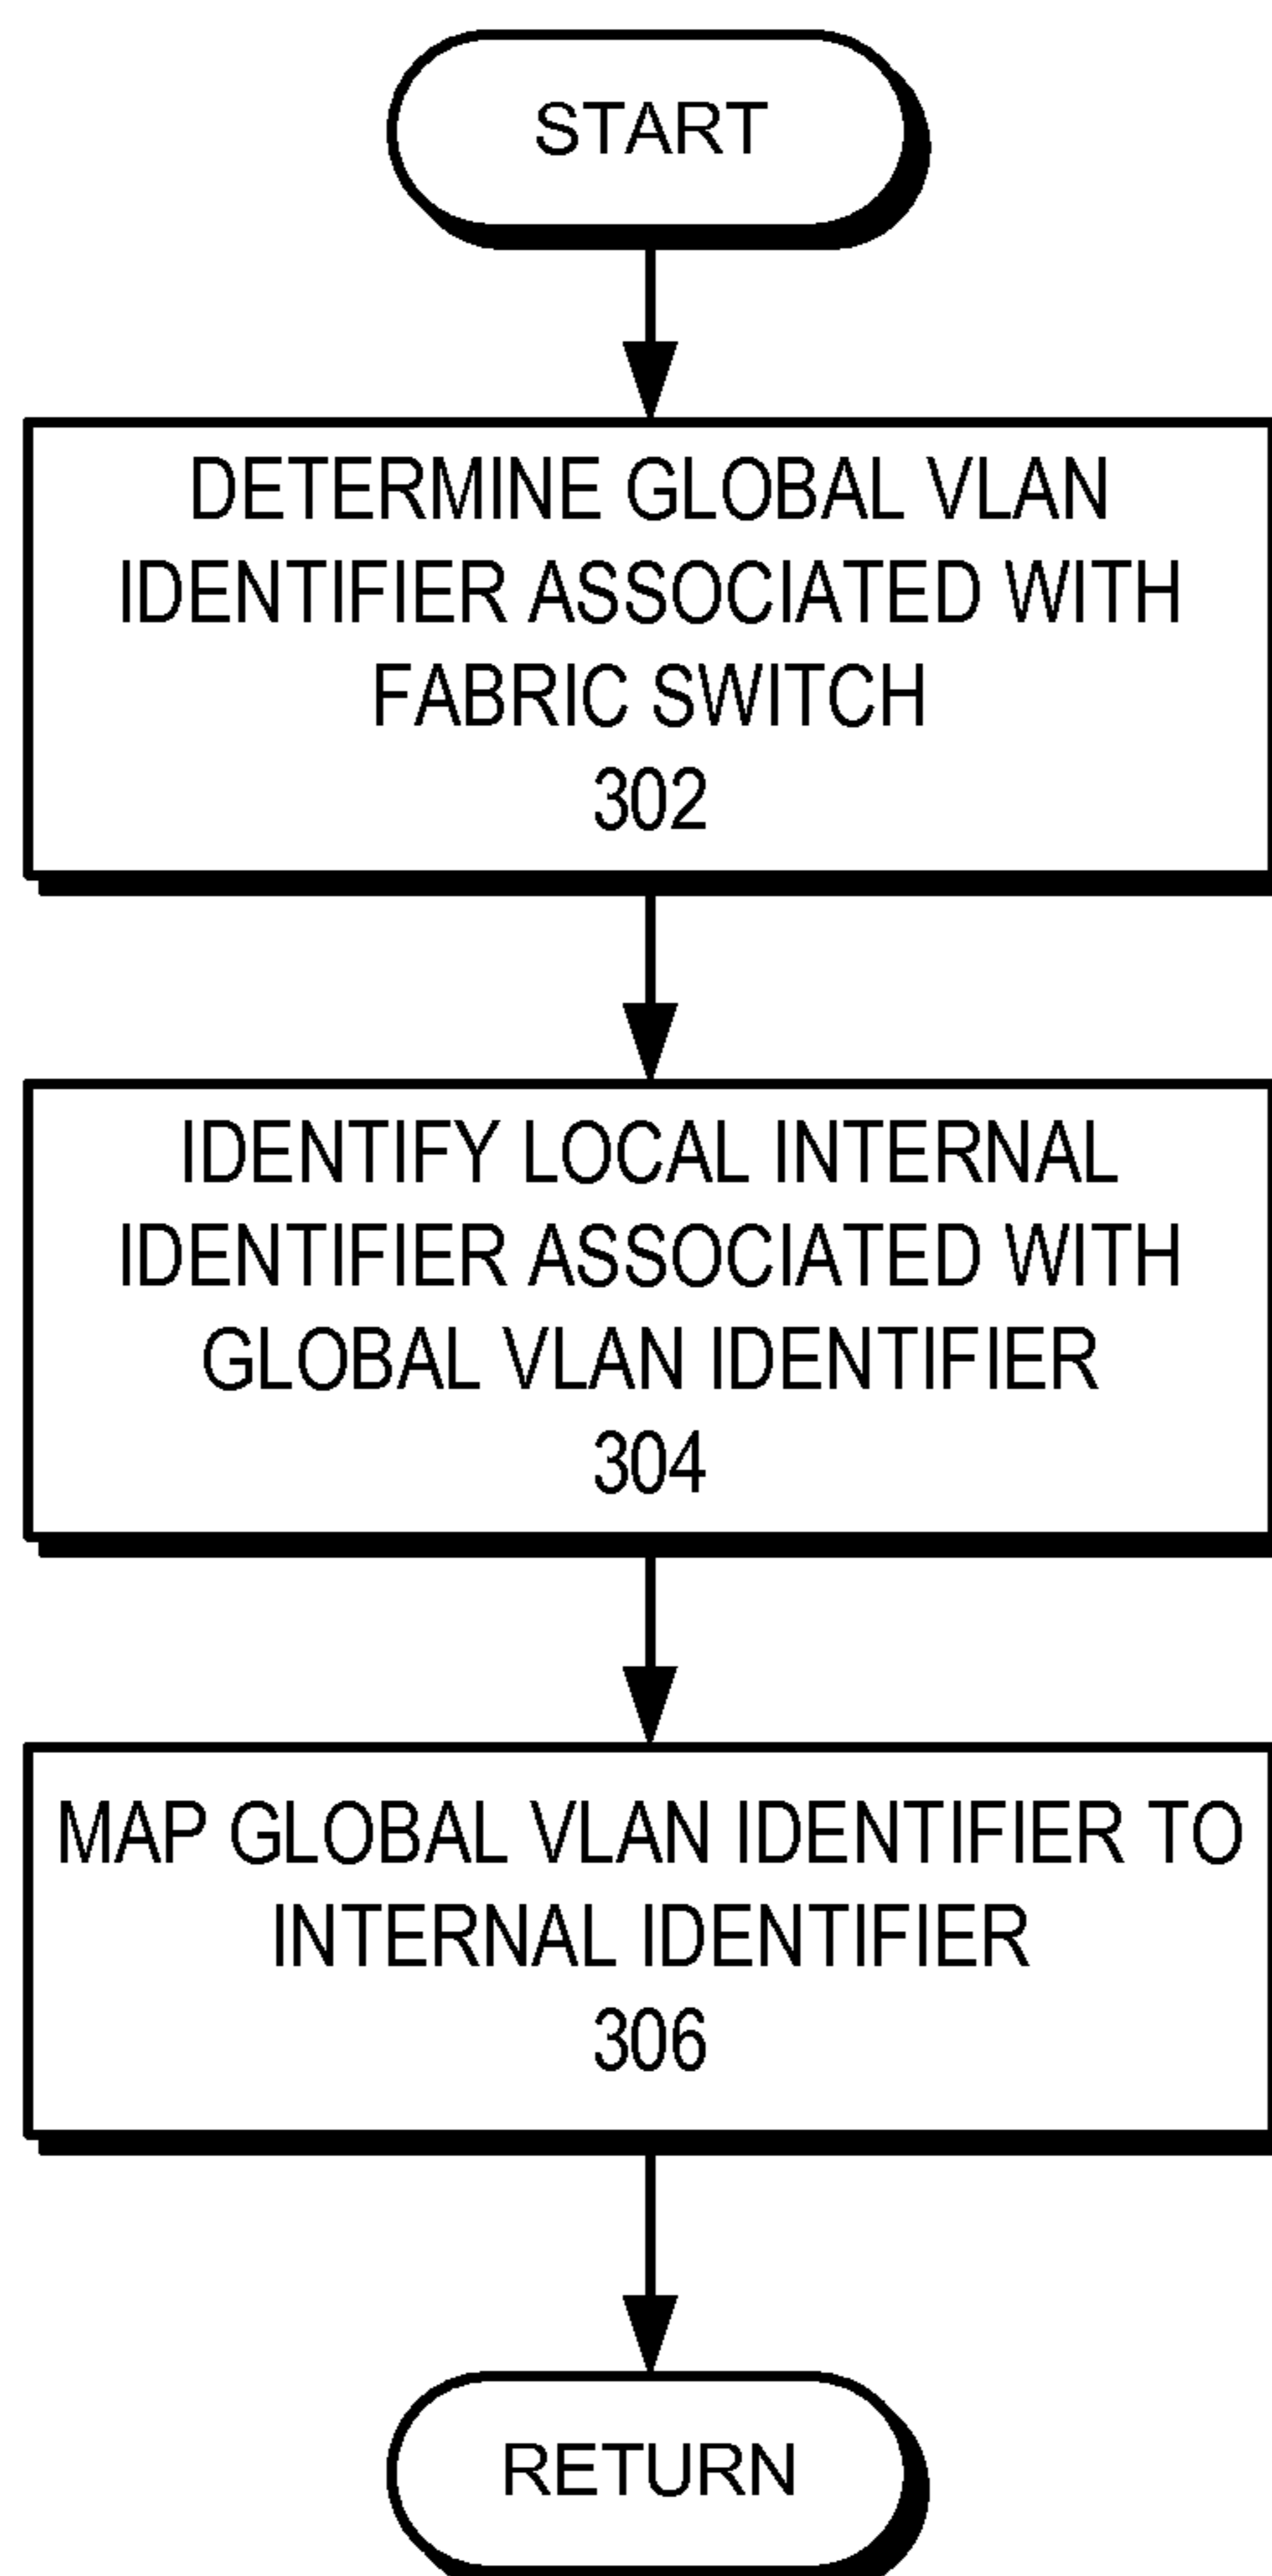 START
DETERMINE GLOBAL VLAN
IDENTIFIER ASSOCIATED WITH
FABRIC SWITCH
302
IDENTIFY LOCAL INTERNAL
IDENTIFIER ASSOCIATED WITH
GLOBAL VLAN IDENTIFIER
304
MAP GLOBAL VLAN IDENTIFIER TO
INTERNAL IDENTIFIER
306
RETURN